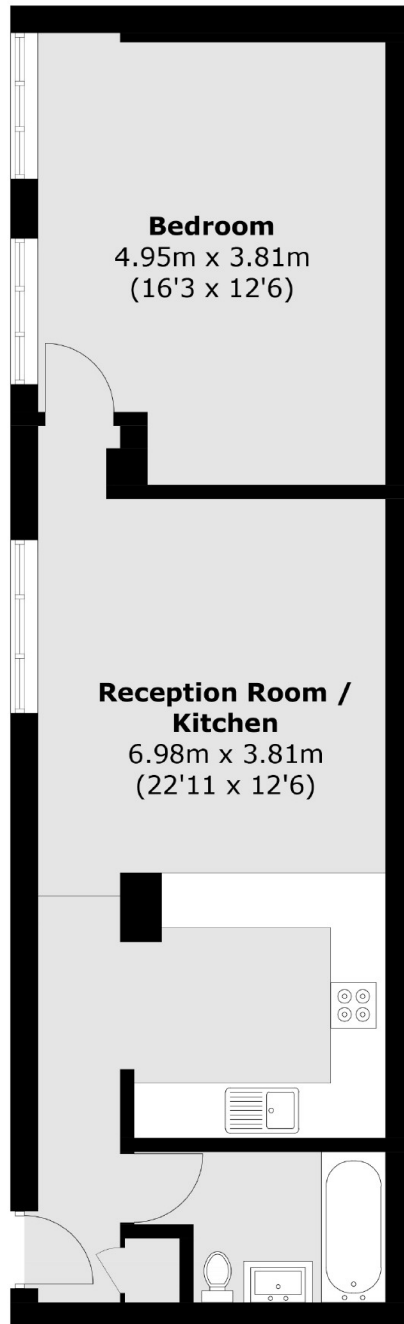 Bedroom
4.95m x 3.81m
(16'3 x 12'6)
Reception Room /
Kitchen
6.98m x 3.81m
(22'11 x 12'6)